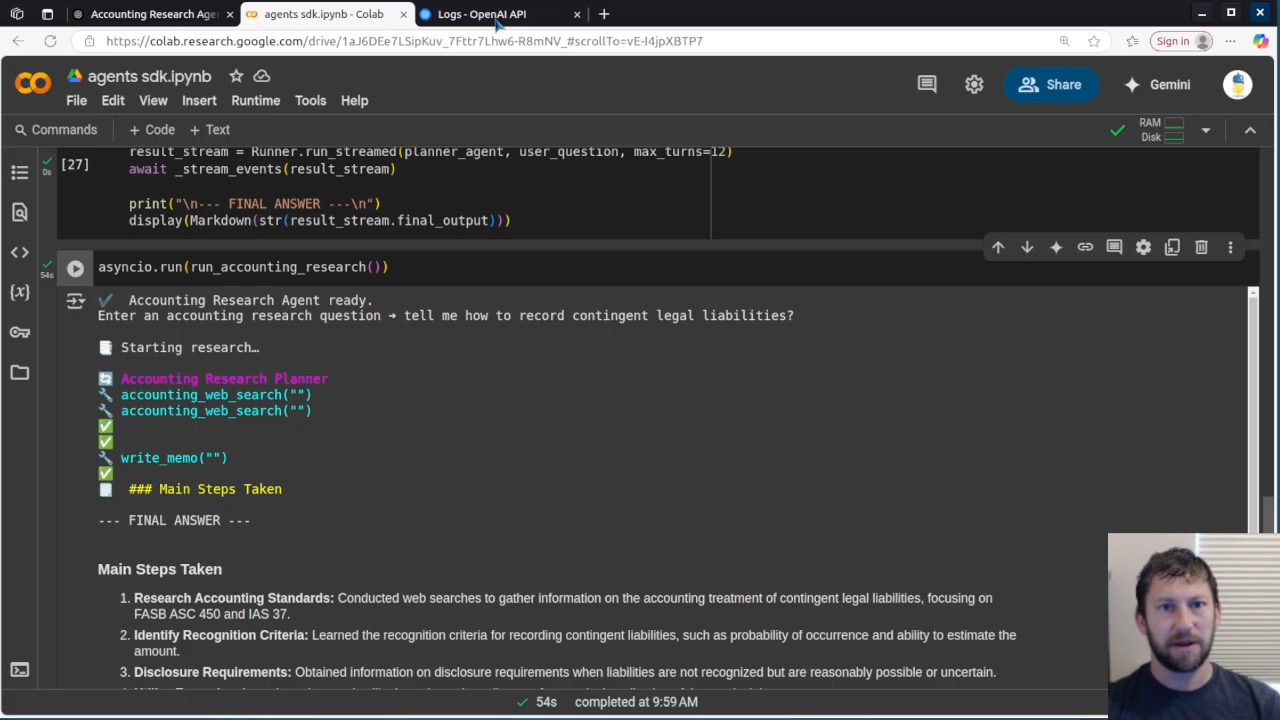 Accounting Research Agen
agents sdk.ipynb - Colab
Logs - OpenAI API
https://colab.research.google.com/drive/1aJ6DEe7LSipKuv_7Fttr7Lhw6-R8mNV_#scrollTo=vE-I4jpXBTP7
Sign in
agents sdk.ipynb
File Edit View Insert Runtime Tools Help
Share
Gemini
Commands + Code + Text
RAM
Disk
[27]
0s
result_stream = Runner.run_streamed(planner_agent, user_question, max_turns=12)
await _stream_events(result_stream)
print("\n--- FINAL ANSWER ---\n")
display(Markdown(str(result_stream.final_output)))
54s
asyncio.run(run_accounting_research())
✔ Accounting Research Agent ready.
Enter an accounting research question → tell me how to record contingent legal liabilities?
Starting research…
Accounting Research Planner
accounting_web_search("")
accounting_web_search("")
write_memo("")
### Main Steps Taken
--- FINAL ANSWER ---
Main Steps Taken
1. Research Accounting Standards: Conducted web searches to gather information on the accounting treatment of contingent legal liabilities, focusing on
FASB ASC 450 and IAS 37.
2. Identify Recognition Criteria: Learned the recognition criteria for recording contingent liabilities, such as probability of occurrence and ability to estimate the
amount.
3. Disclosure Requirements: Obtained information on disclosure requirements when liabilities are not recognized but are reasonably possible or uncertain.
54s completed at 9:59 AM